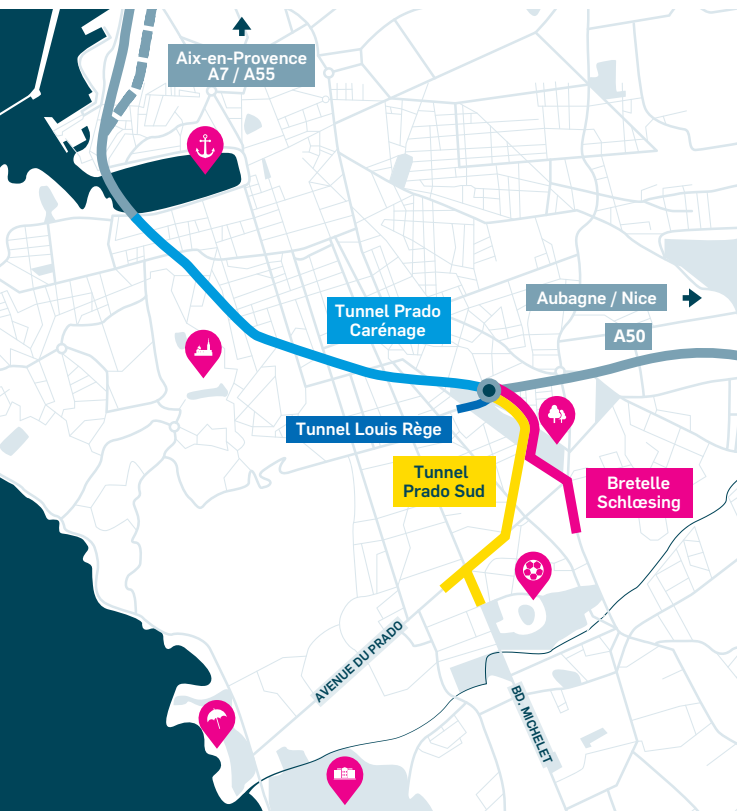 Aix-en-Provence
A7 / A55
Aubagne / Nice
A50
Tunnel Prado
Carénage
Tunnel Louis Rège
Tunnel
Prado Sud
Bretelle
Schlœsing
AVENUE DU PRADO
BD. MICHELET